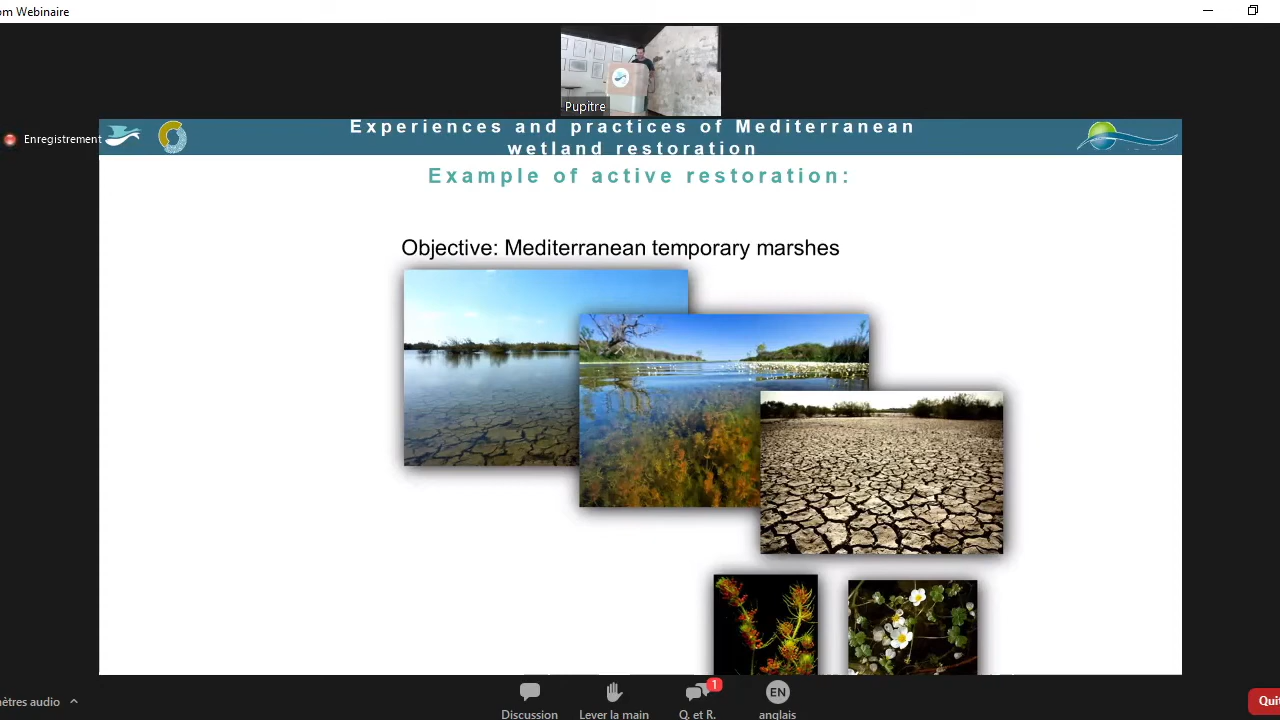 om Webinaire
Pupitre
Enregistrement
Experiences and practices of Mediterranean
wetland restoration
Example of active restoration:
Objective: Mediterranean temporary marshes
ètres audio
Discussion
Lever la main
1
Q. et R.
EN
anglais
Quit